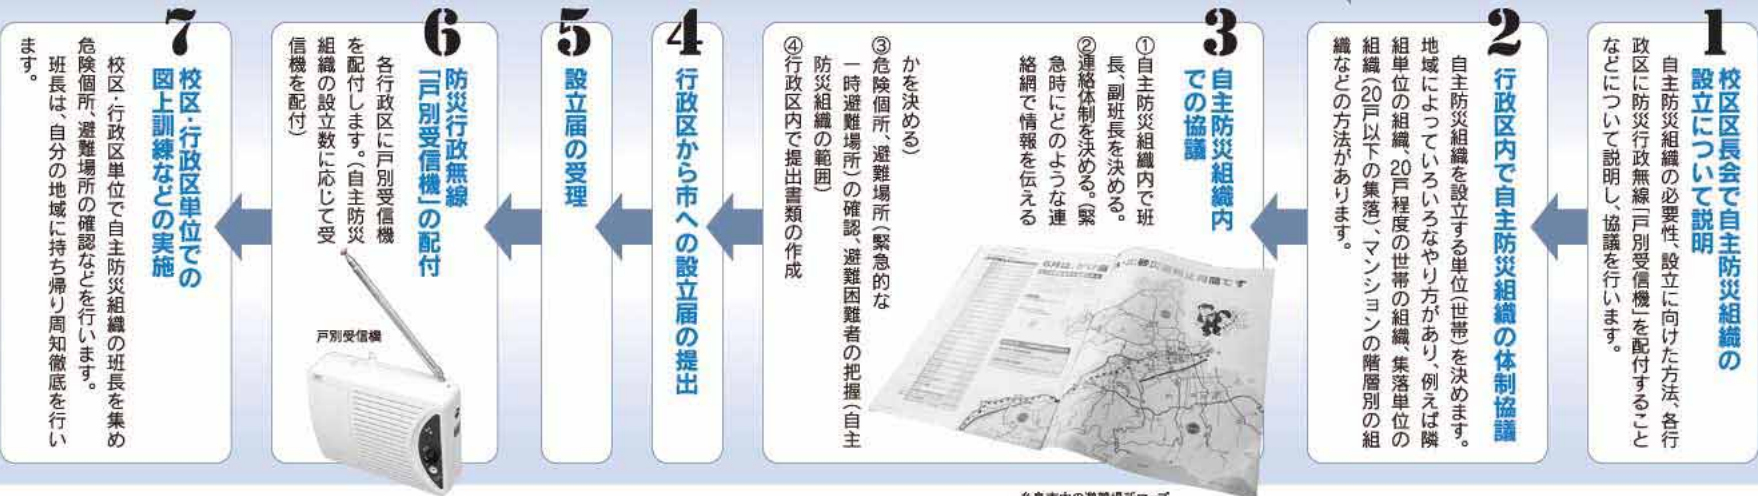 1
校区区長会で自主防災組織の
設立について説明
自主防災組織の必要性、設立に向けた方法、各行
政区に防災行政無線「戸別受信機」を配付すること
などについて説明し、協議を行います。
2
行政区内で自主防災組織の体制協議
自主防災組織を設立する単位(世帯)を決めます。
地域によっていろいろなやり方があり、例えば隣
組単位の組織、20戸程度の世帯の組織、集落単位の
組織(20戸以下の集落)、マンションの階層別の組
織などの方法があります。
3
自主防災組織内
での協議
①自主防災組織内で班
長、副班長を決める。
②連絡体制を決める。(緊
急時にどのような連
絡網で情報を伝える
かを決める)
③危険個所、避難場所(緊急的な
一時避難場所)の確認、避難困難者の把握(自主
防災組織の範囲)
④行政区内で提出書類の作成
4
行政区から市への設立届の提出
5
設立届の受理
6
防災行政無線
「戸別受信機」の配付
各行政区に戸別受信機
を配付します。(自主防災
組織の設立数に応じて受
信機を配付)
戸別受信機
7
校区・行政区単位での
図上訓練などの実施
校区・行政区単位で自主防災組織の班長を集め
危険個所、避難場所の確認などを行います。
班長は、自分の地域に持ち帰り周知徹底を行い
ます。